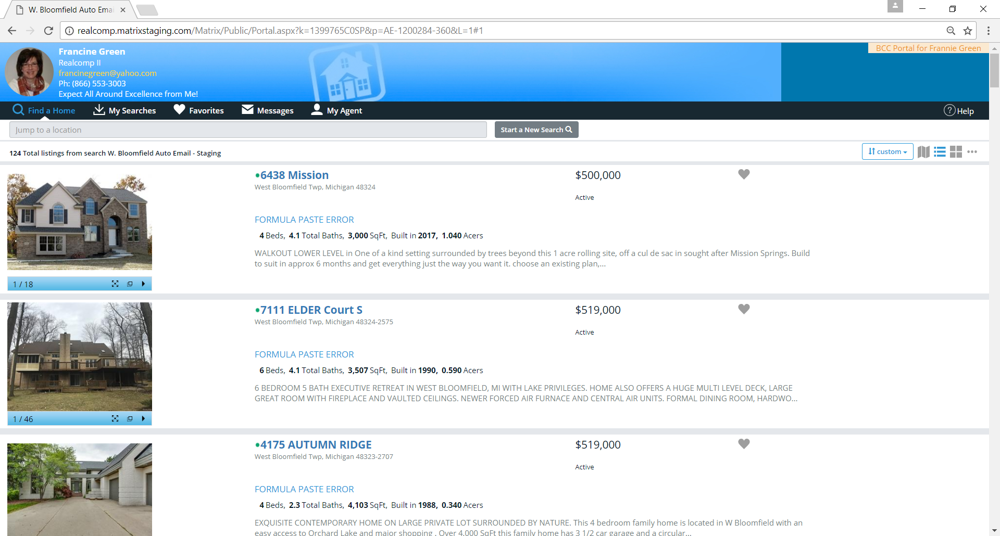 W. Bloomfield Auto Ema
realcomp.matrixstaging.com/Matrix/Public/Portal.aspx?k=1399765C0SP&p=AE-1200284-360&L=1#1
Francine Green
Realcomp II
francinegreen@yahoo.com
Ph: (866) 553-3003
Expect All Around Excellence from Me!
BCC Portal for Frannie Green
Find a Home My Searches Favorites Messages My Agent ? Help
Jump to a location Start a New Search
124 Total listings from search W. Bloomfield Auto Email - Staging custom
6438 Mission $500,000
West Bloomfield Twp, Michigan 48324
Active
FORMULA PASTE ERROR
4 Beds, 4.1 Total Baths, 3,000 SqFt, Built in 2017, 1.040 Acers
WALKOUT LOWER LEVEL in One of a kind setting surrounded by trees beyond this 1 acre rolling site, off a cul de sac in sought after Mission Springs. Build
to suit in approx 6 months and get everything just the way you want it. choose an existing plan,...
1 / 18
7111 ELDER Court S $519,000
West Bloomfield Twp, Michigan 48324-2575
Active
FORMULA PASTE ERROR
6 Beds, 4.1 Total Baths, 3,507 SqFt, Built in 1990, 0.590 Acers
6 BEDROOM 5 BATH EXECUTIVE RETREAT IN WEST BLOOMFIELD, MI WITH LAKE PRIVILEGES. HOME ALSO OFFERS A HUGE MULTI LEVEL DECK, LARGE
GREAT ROOM WITH FIREPLACE AND VAULTED CEILINGS. NEWER FORCED AIR FURNACE AND CENTRAL AIR UNITS. FORMAL DINING ROOM, HARDWO...
1 / 46
4175 AUTUMN RIDGE $519,000
West Bloomfield Twp, Michigan 48323-2707
Active
FORMULA PASTE ERROR
4 Beds, 2.3 Total Baths, 4,103 SqFt, Built in 1988, 0.340 Acers
EXQUISITE CONTEMPORARY HOME ON LARGE PRIVATE LOT SURROUNDED BY NATURE. This 4 bedroom family home is located in W Bloomfield with an
easy access to Orchard Lake and major shopping . Over 4,000 SqFt this family home has 3 1/2 car garage and a circular...